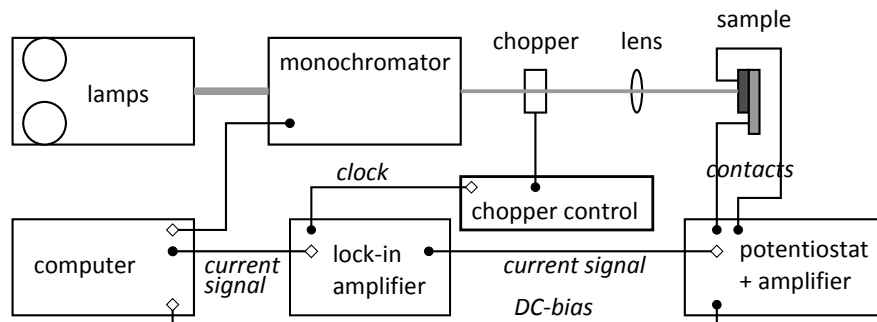 sample
chopper
lens
monochromator
lamps
contacts
clock
chopper control
computer
current
signal
lock-in
amplifier
current signal
potentiostat
+ amplifier
DC-bias